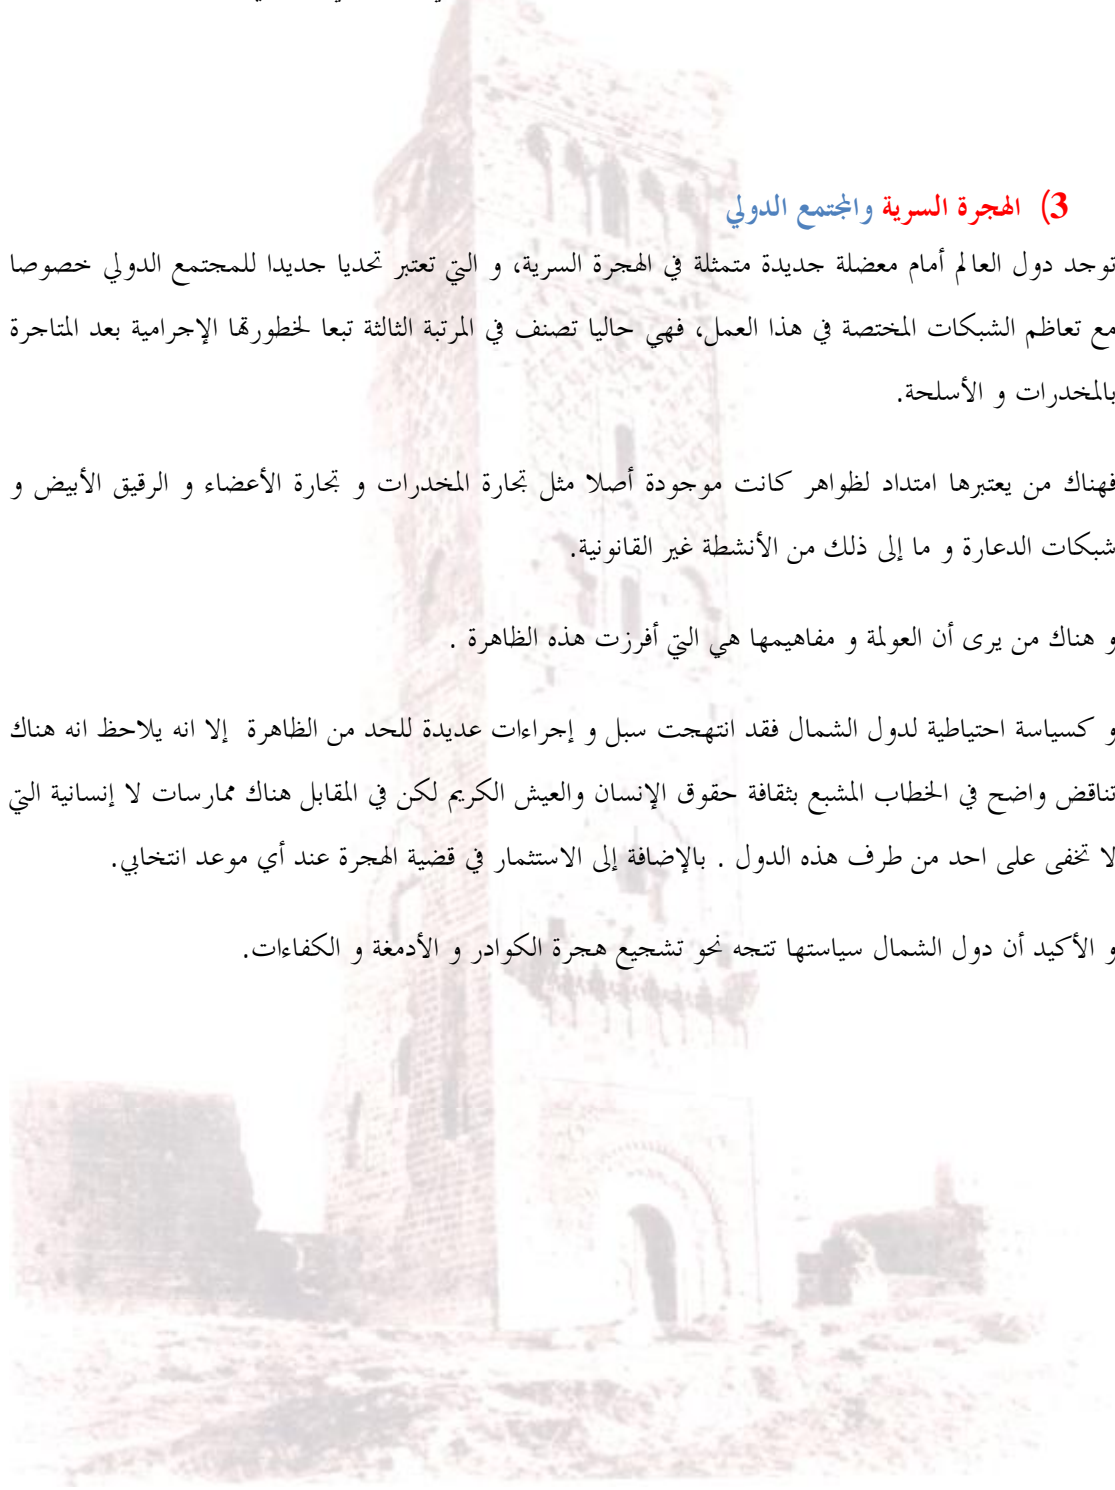 3) الهجرة السرية والمجتمع الدولي
توجد دول العالم أمام معضلة جديدة متمثلة في الهجرة السرية، و التي تعتبر تحديا جديدا للمجتمع الدولي خصوصا
مع تعاظم الشبكات المختصة في هذا العمل، فهي حاليا تصنف في المرتبة الثالثة تبعا لخطورتها الإجرامية بعد المتاجرة
بالمخدرات و الأسلحة.
فهناك من يعتبرها امتداد لظواهر كانت موجودة أصلا مثل تجارة المخدرات و تجارة الأعضاء و الرقيق الأبيض و
شبكات الدعارة و ما إلى ذلك من الأنشطة غير القانونية.
و هناك من يرى أن العولمة و مفاهيمها هي التي أفرزت هذه الظاهرة .
و كسياسة احتياطية لدول الشمال فقد انتهجت سبل و إجراءات عديدة للحد من الظاهرة إلا انه يلاحظ انه هناك
تناقض واضح في الخطاب المشبع بثقافة حقوق الإنسان والعيش الكريم لكن في المقابل هناك ممارسات لا إنسانية التي
لا تخفى على احد من طرف هذه الدول . بالإضافة إلى الاستثمار في قضية الهجرة عند أي موعد انتخابي.
و الأكيد أن دول الشمال سياستها تتجه نحو تشجيع هجرة الكوادر و الأدمغة و الكفاءات.